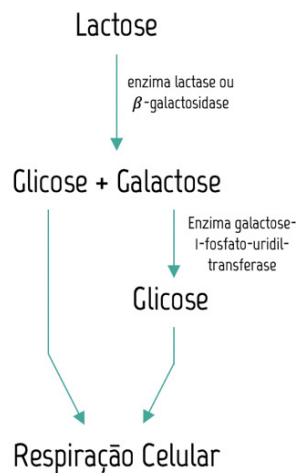 Lactose
enzima lactase ou
β-galactosidase
Glicose + Galactose
Enzima galactose-
1-fosfato-uridil-
transferase
Glicose
Respiração Celular